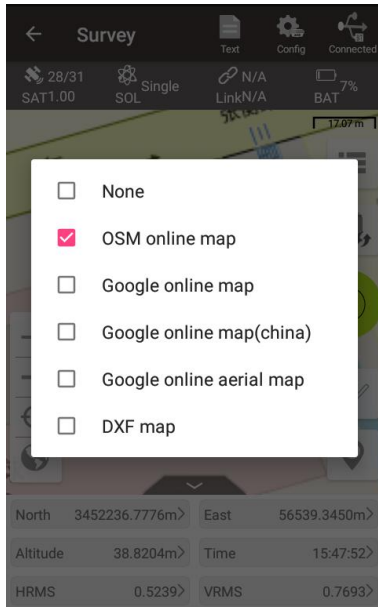 Survey
Text
Config
Connected
28/31
SAT1.00
Single
SOL
N/A
LinkN/A
7%
BAT
17.07 m
None
OSM online map
Google online map
Google online map(china)
Google online aerial map
DXF map
North 3452236.7776m> East 56539.3450m>
Altitude 38.8204m> Time 15:47:52>
HRMS 0.5239> VRMS 0.7693>